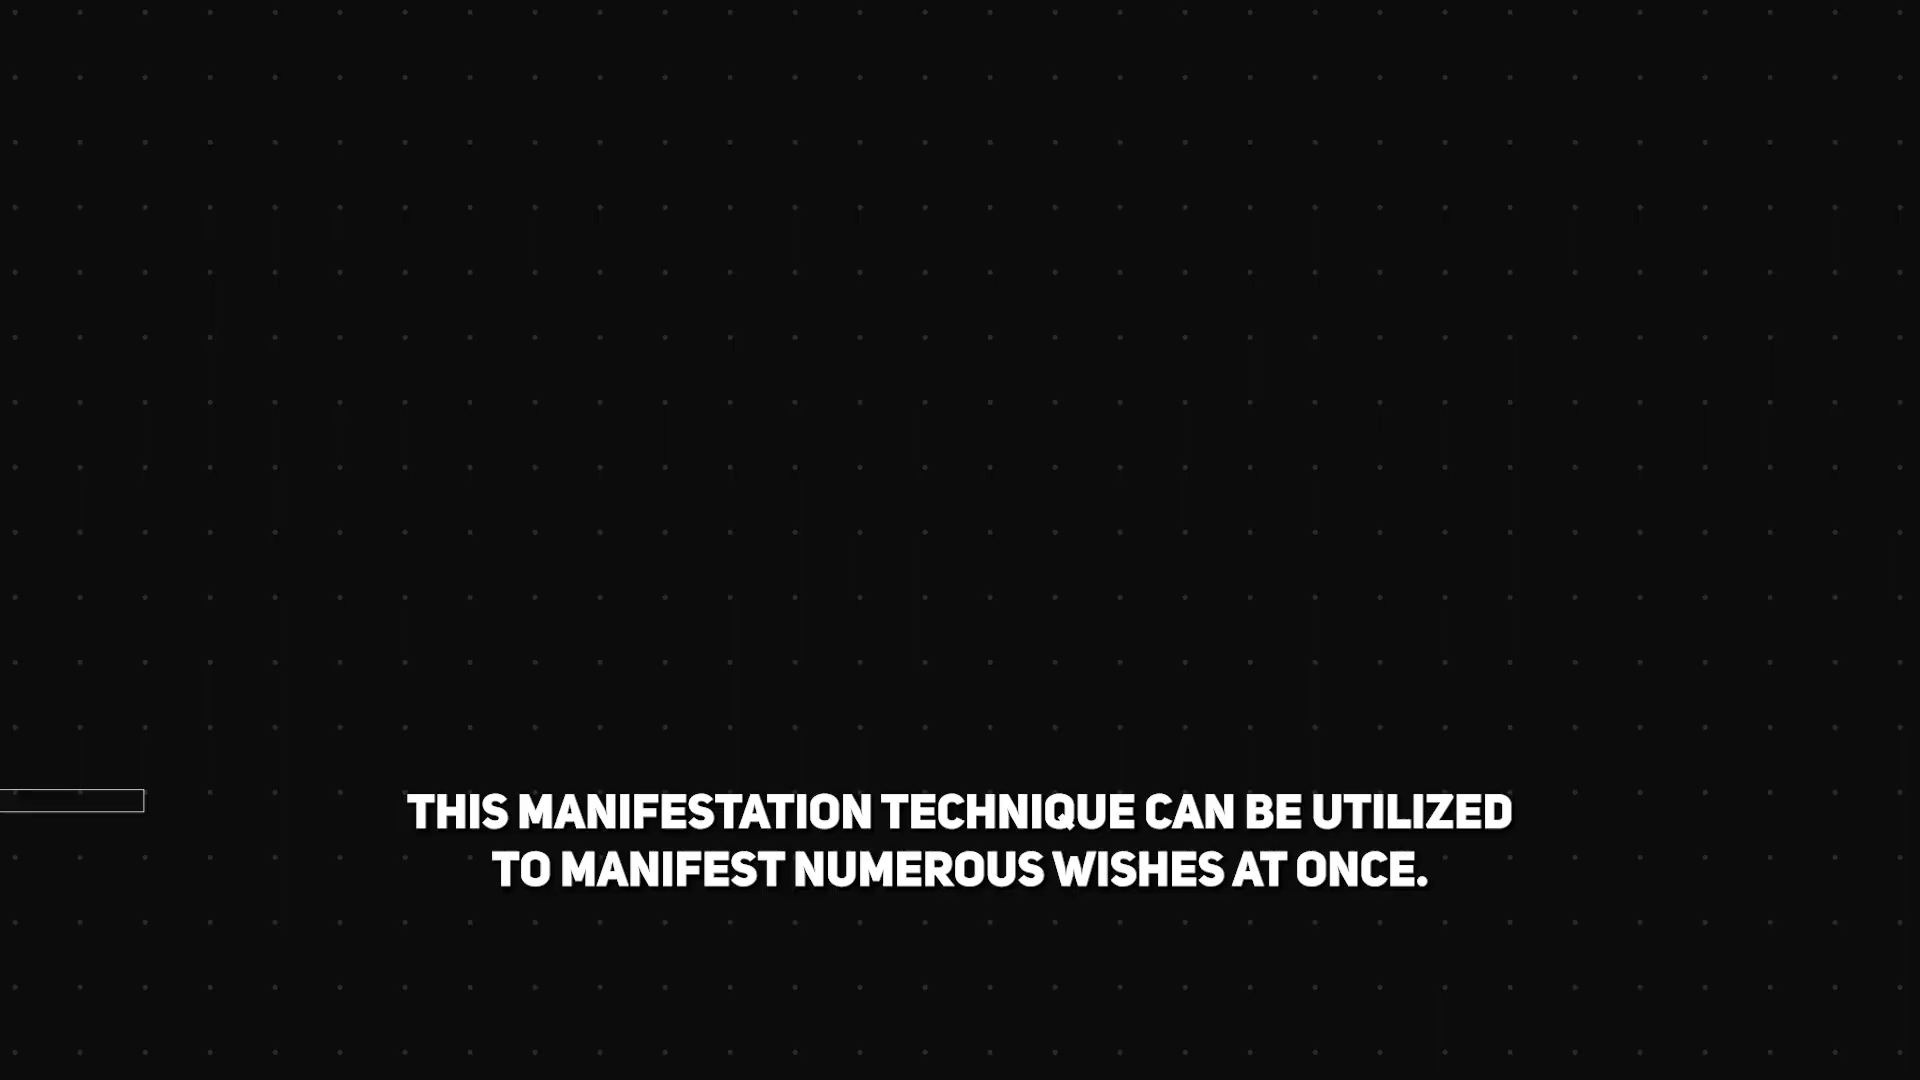 THIS MANIFESTATION TECHNIQUE CAN BE UTILIZED
TO MANIFEST NUMEROUS WISHES AT ONCE.